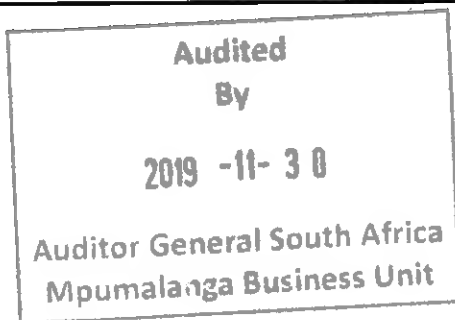 Audited
By
2019 -11- 30
Auditor General South Africa
Mpumalanga Business Unit